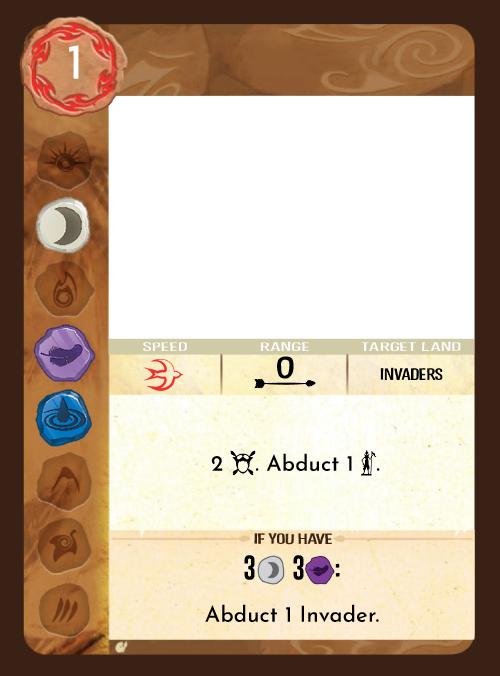 1
SPEED RANGE TARGET LAND
0 INVADERS
2 . Abduct 1 .
IF YOU HAVE
3 3 :
Abduct 1 Invader.